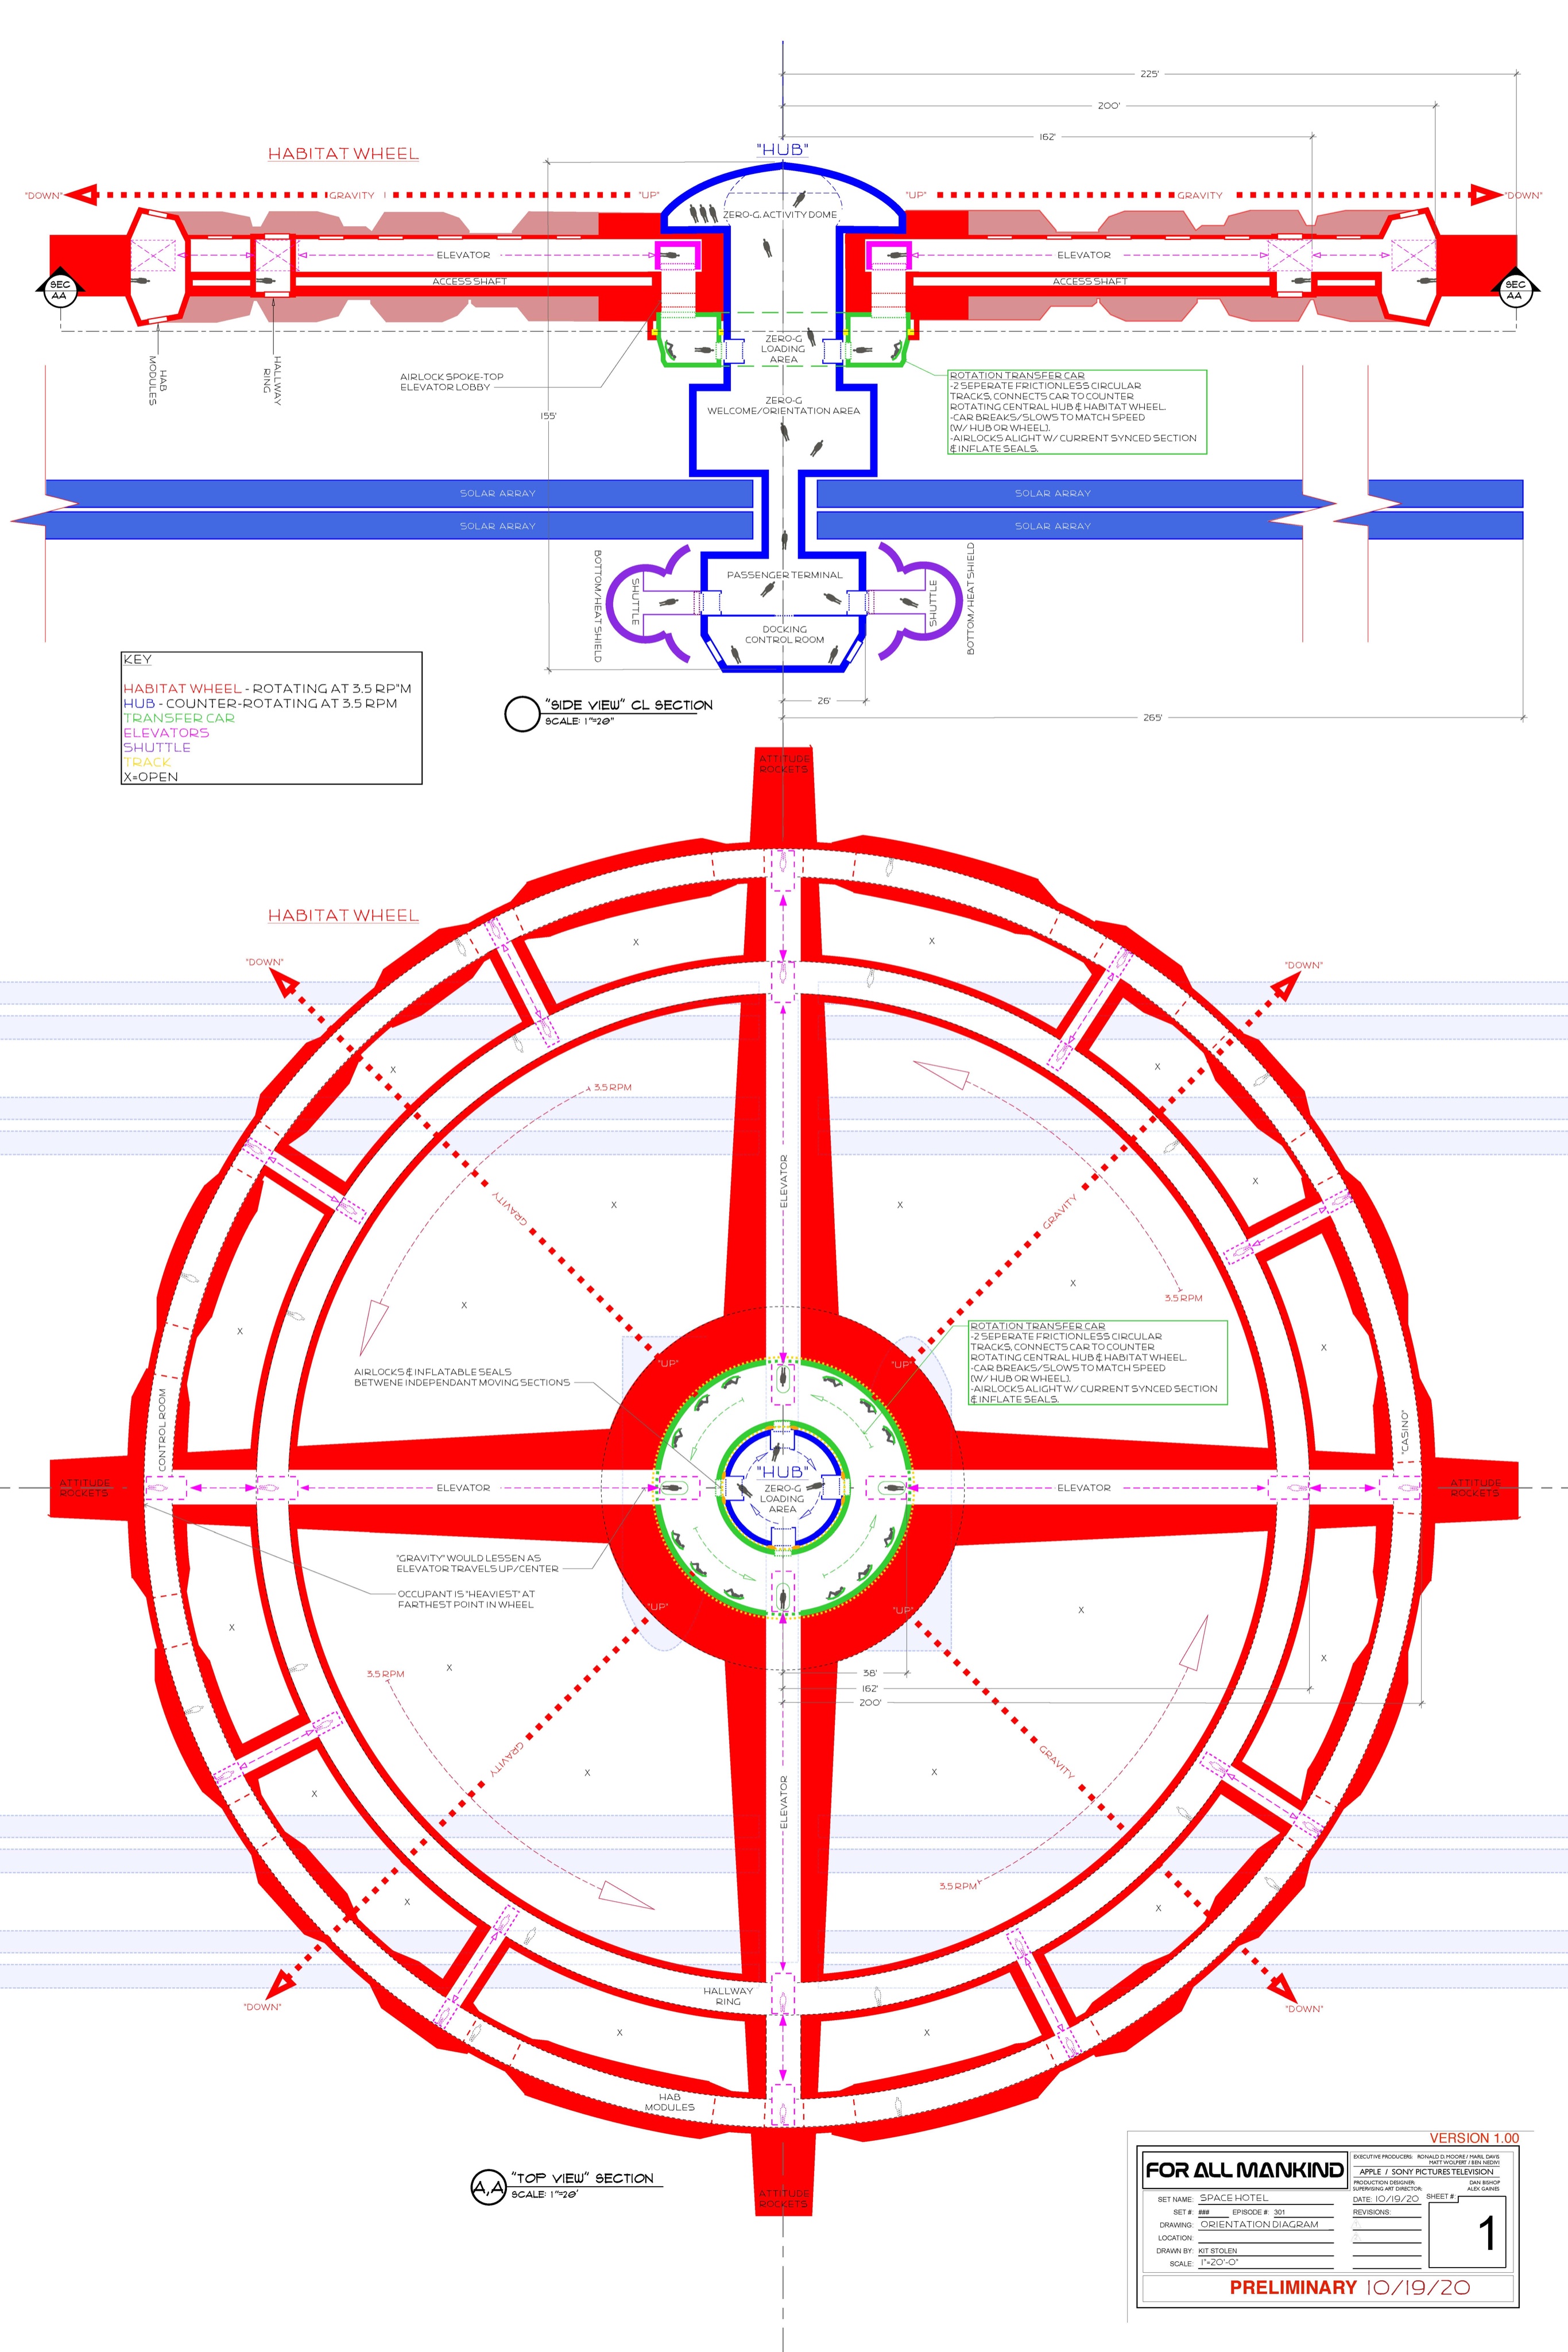 225'
200'
162'
HABITAT WHEEL
"HUB"
"DOWN"
GRAVITY
"UP"
"UP"
GRAVITY
"DOWN"
ZERO-G. ACTIVITY DOME
ELEVATOR
ELEVATOR
ACCESS SHAFT
ACCESS SHAFT
SEC
AA
SEC
AA
ZERO-G
LOADING
AREA
HAB
MODULES
HALLWAY
RING
AIRLOCK SPOKE-TOP
ELEVATOR LOBBY
ROTATION TRANSFER CAR
-2 SEPERATE FRICTIONLESS CIRCULAR
TRACKS, CONNECTS CAR TO COUNTER
ROTATING CENTRAL HUB & HABITAT WHEEL.
-CAR BREAKS/SLOWS TO MATCH SPEED
(W/ HUB OR WHEEL).
-AIRLOCKS ALIGHT W/ CURRENT SYNCED SECTION
& INFLATE SEALS.
ZERO-G
WELCOME/ORIENTATION AREA
155'
SOLAR ARRAY
SOLAR ARRAY
SOLAR ARRAY
SOLAR ARRAY
BOTTOM/HEAT SHIELD
SHUTTLE
PASSENGER TERMINAL
SHUTTLE
BOTTOM/HEAT SHIELD
DOCKING
CONTROL ROOM
KEY
HABITAT WHEEL - ROTATING AT 3.5 RP"M
HUB - COUNTER-ROTATING AT 3.5 RPM
TRANSFER CAR
ELEVATORS
SHUTTLE
TRACK
X=OPEN
26'
265'
"SIDE VIEW" CL SECTION
SCALE: 1"=20"
ATTITUDE
ROCKETS
HABITAT WHEEL
"DOWN"
"DOWN"
X
X
X
X
3.5 RPM
ELEVATOR
GRAVITY
GRAVITY
X
X
X
X
X
3.5 RPM
X
X
X
"UP"
"UP"
AIRLOCKS & INFLATABLE SEALS
BETWENE INDEPENDANT MOVING SECTIONS
ROTATION TRANSFER CAR
-2 SEPERATE FRICTIONLESS CIRCULAR
TRACKS, CONNECTS CAR TO COUNTER
ROTATING CENTRAL HUB & HABITAT WHEEL.
-CAR BREAKS/SLOWS TO MATCH SPEED
(W/ HUB OR WHEEL).
-AIRLOCKS ALIGHT W/ CURRENT SYNCED SECTION
& INFLATE SEALS.
CONTROL ROOM
"CASINO"
ATTITUDE
ROCKETS
ELEVATOR
"HUB"
ZERO-G
LOADING
AREA
ELEVATOR
ATTITUDE
ROCKETS
"GRAVITY" WOULD LESSEN AS
ELEVATOR TRAVELS UP/CENTER
OCCUPANT IS "HEAVIEST" AT
FARTHEST POINT IN WHEEL
"UP"
"UP"
X
X
X
X
3.5 RPM
38'
162'
200'
GRAVITY
GRAVITY
ELEVATOR
X
X
X
X
X
3.5 RPM
HALLWAY
RING
"DOWN"
"DOWN"
X
X
HAB
MODULES
"TOP VIEW" SECTION
A,A
SCALE: 1"=20'
ATTITUDE
ROCKETS
VERSION 1.00
FOR ALL MANKIND
EXECUTIVE PRODUCERS: RONALD D. MOORE / MARIL DAVIS
MATT WOLPERT / BEN NEDIVI
APPLE / SONY PICTURES TELEVISION
PRODUCTION DESIGNER: DAN BISHOP
SUPERVISING ART DIRECTOR: ALEX GAINES
SET NAME: SPACE HOTEL
DATE: 10/19/20
SHEET #:
1
SET #: ### EPISODE #: 301
REVISIONS:
DRAWING: ORIENTATION DIAGRAM
LOCATION:
DRAWN BY: KIT STOLEN
SCALE: 1"=20'-0"
PRELIMINARY 10/19/20